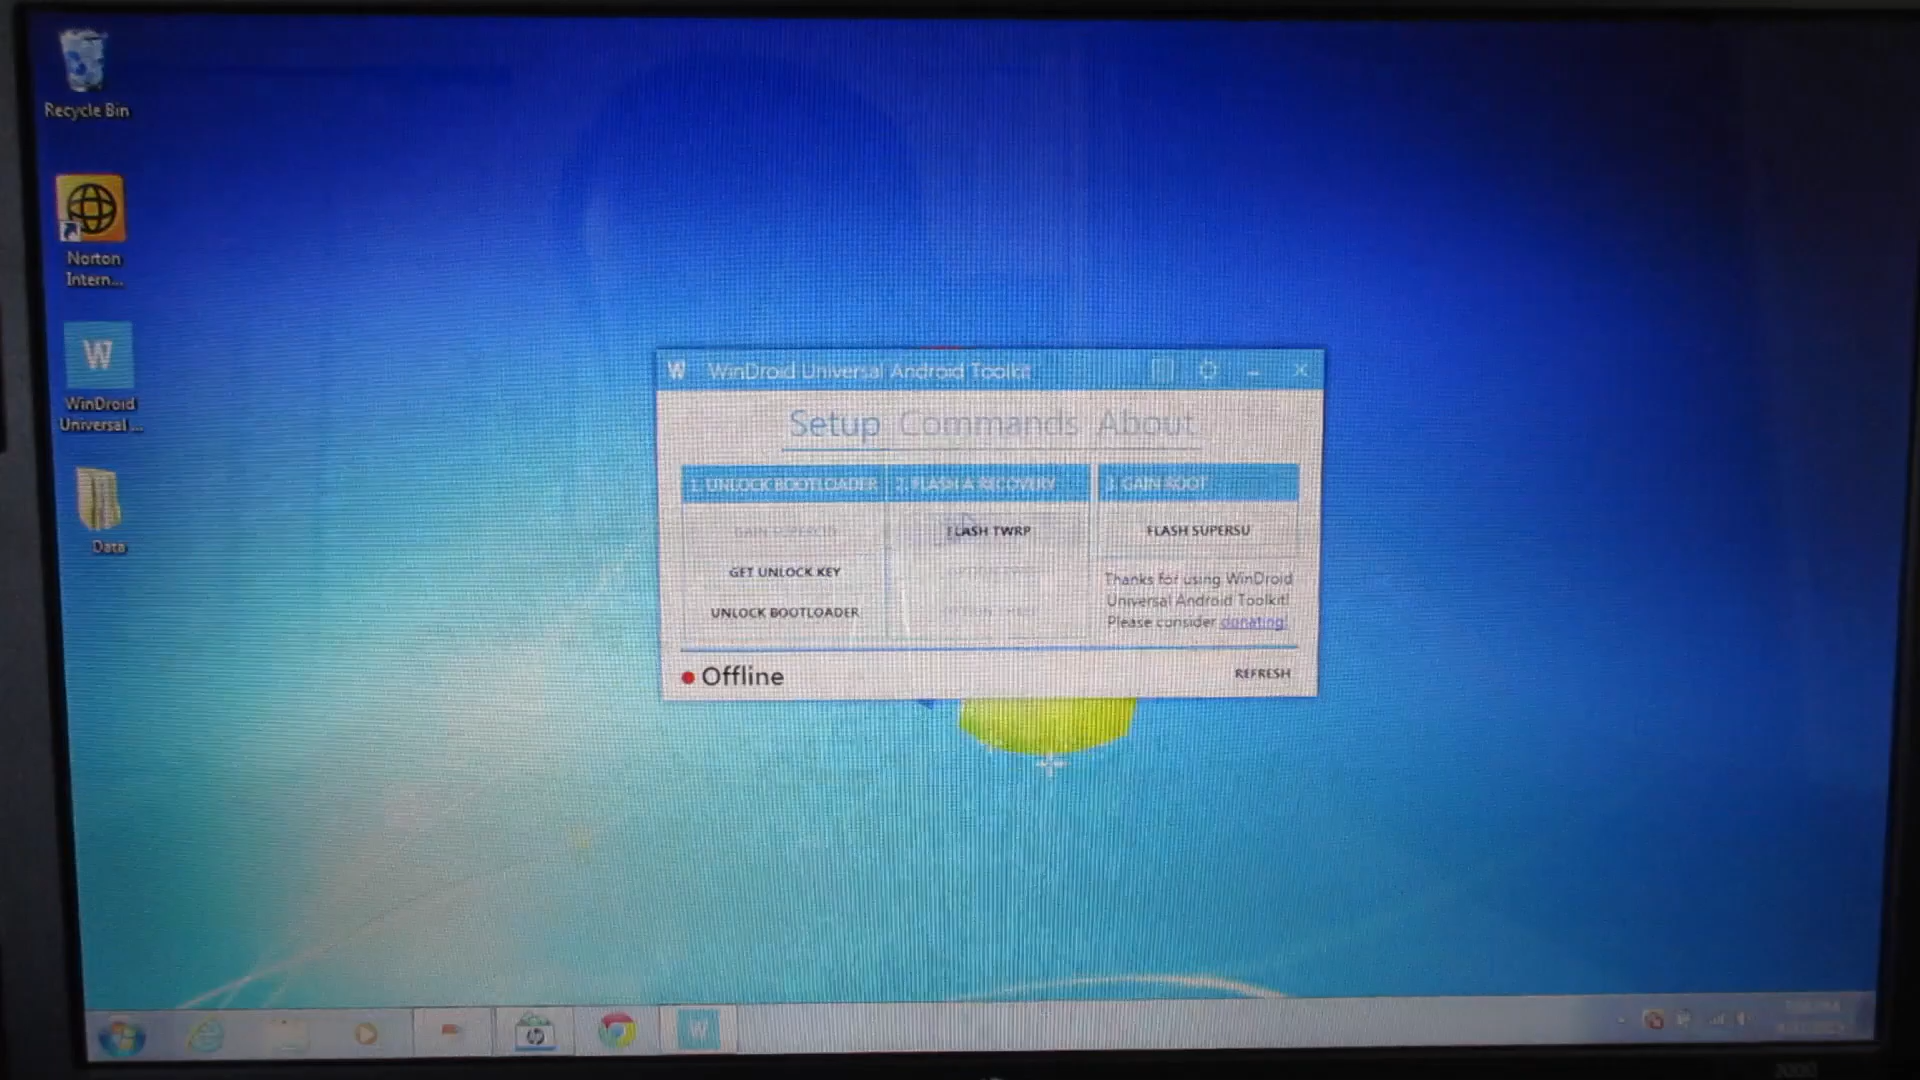 Recycle Bin
Norton
Intern...
W
WinDroid
Universal ...
Data
W WinDroid Universal Android Toolkit
Setup Commands About
1. UNLOCK BOOTLOADER 2. FLASH A RECOVERY 3. GAIN ROOT
FLASH TWRP FLASH SUPERSU
GET UNLOCK KEY
UNLOCK BOOTLOADER
Thanks for using WinDroid
Universal Android Toolkit!
Please consider donating!
Offline REFRESH
hp
W
2000